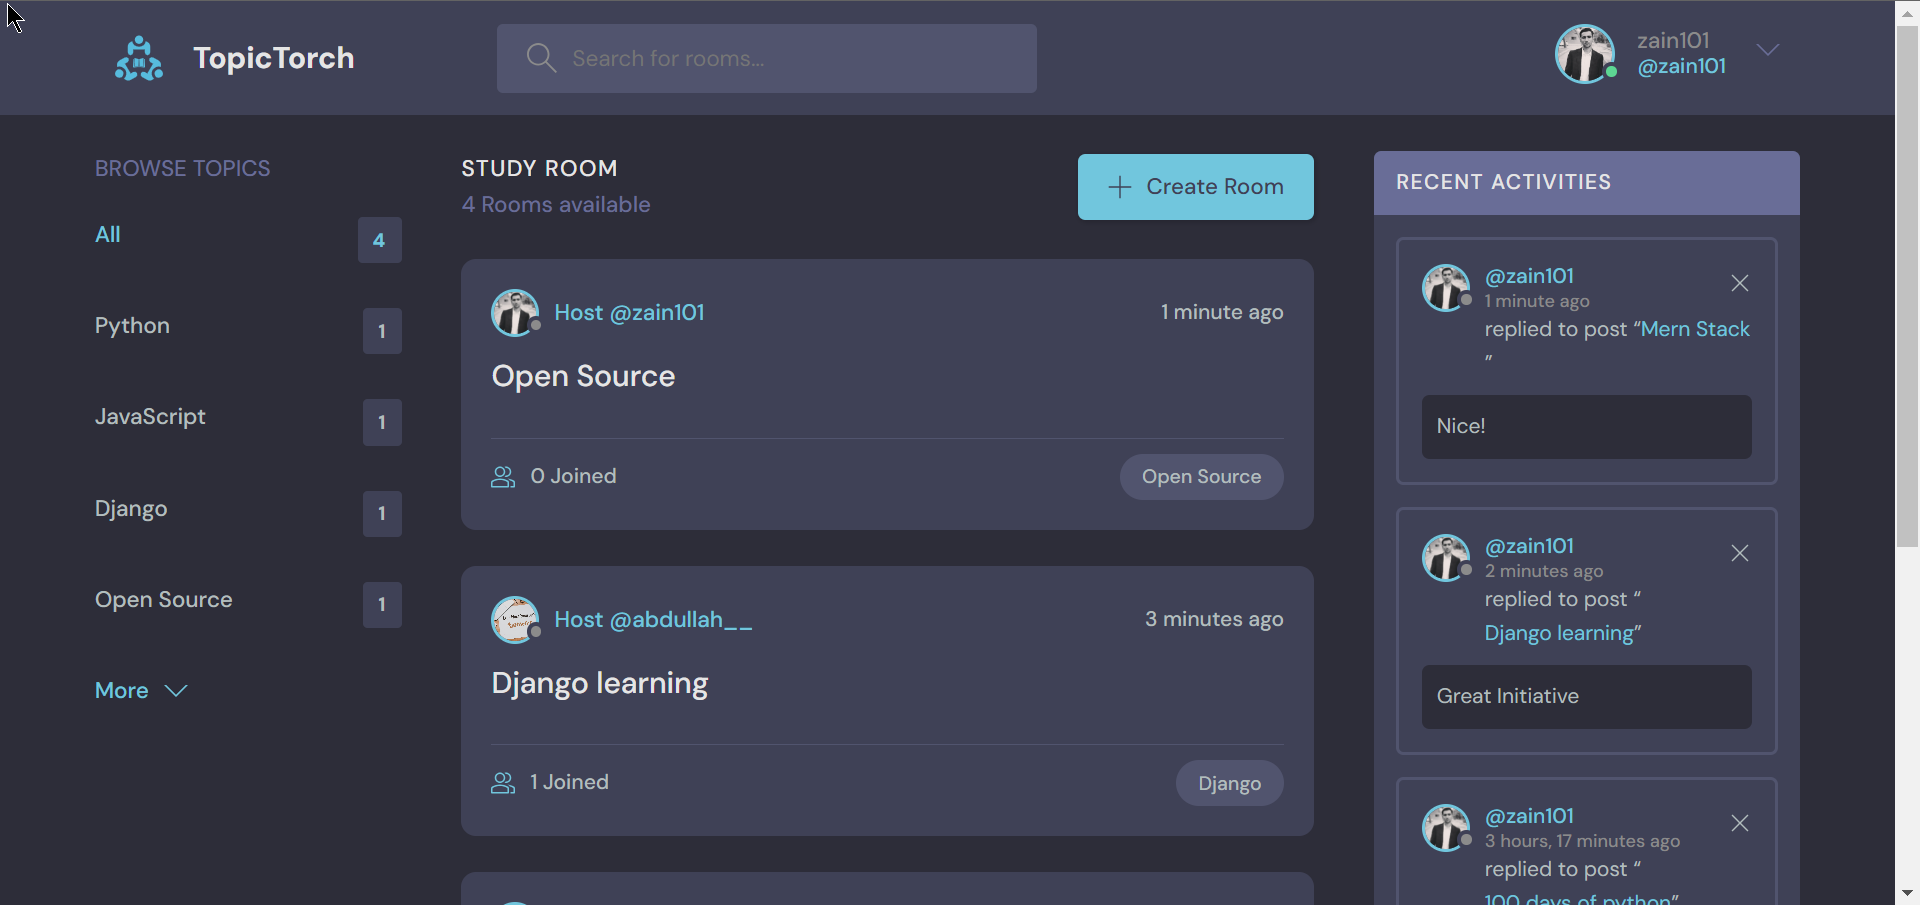 TopicTorch
Search for rooms...
zain101
@zain101
BROWSE TOPICS
All
4
Python
1
JavaScript
1
Django
1
Open Source
1
More
STUDY ROOM
4 Rooms available
Create Room
Host @zain101
1 minute ago
Open Source
0 Joined
Open Source
Host @abdullah__
3 minutes ago
Django learning
1 Joined
Django
RECENT ACTIVITIES
@zain101
1 minute ago
replied to post “Mern Stack
”
Nice!
@zain101
2 minutes ago
replied to post “
Django learning”
Great Initiative
@zain101
3 hours, 17 minutes ago
replied to post “
100 days of python”